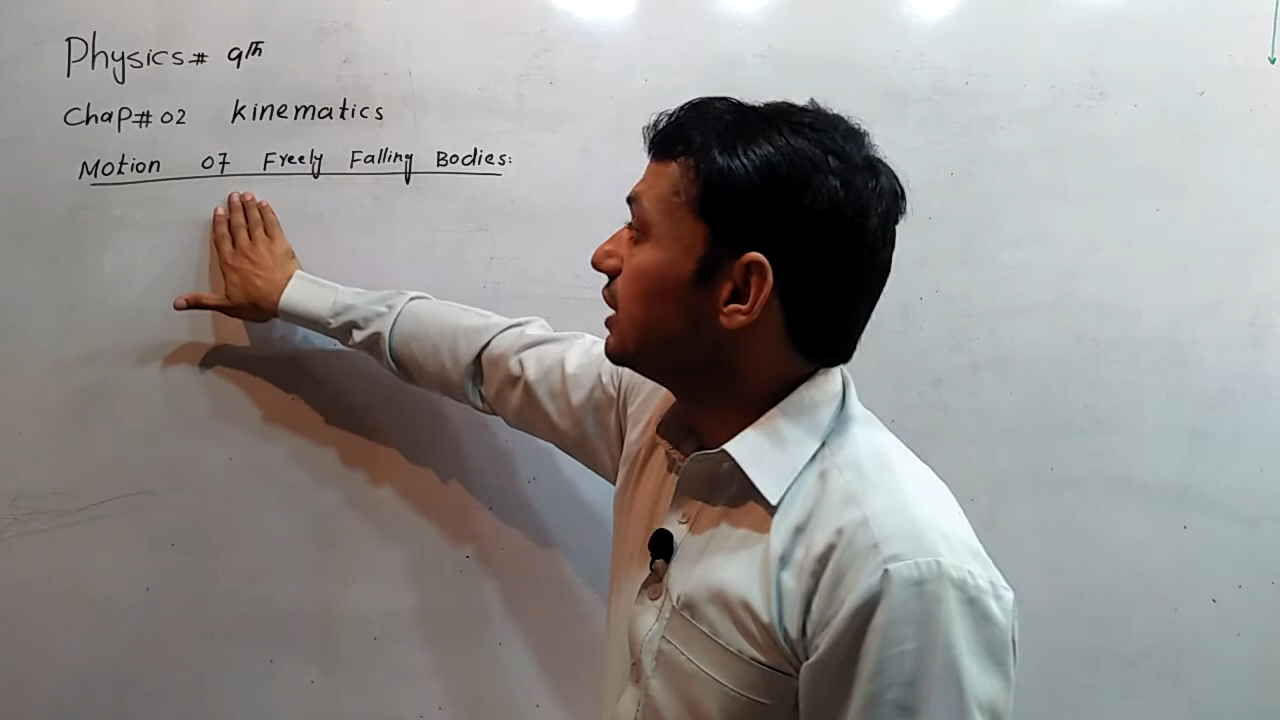 Physics# 9th
Chap# 02 kinematics
Motion of Freely Falling Bodies: